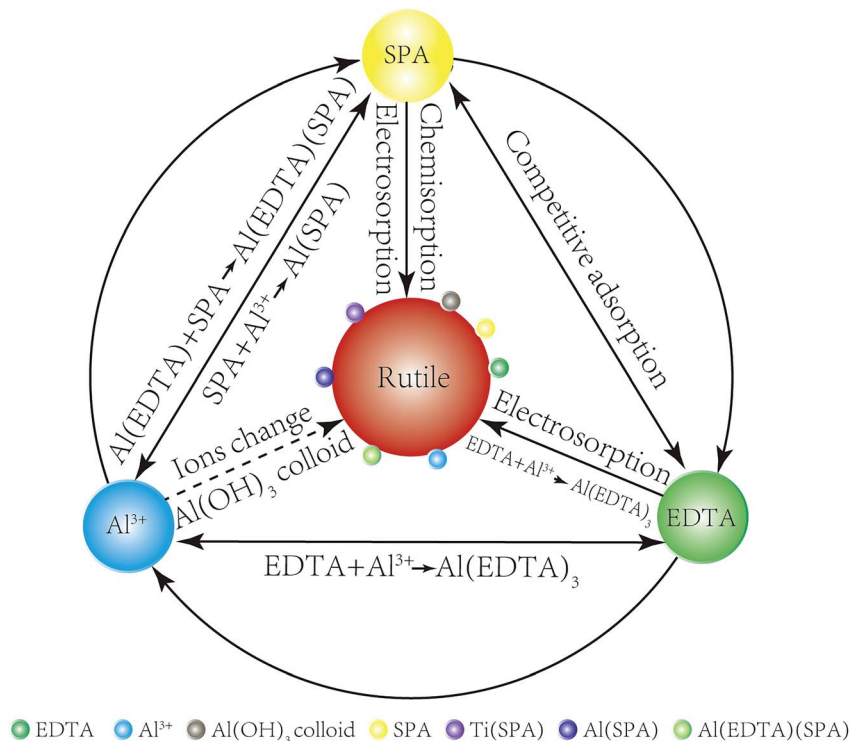 SPA
Electrosorption
Chemisorption
Al(EDTA)+SPA→Al(EDTA)(SPA)
SPA+Al³⁺→Al(SPA)
Competitive adsorption
Rutile
Ions change
Al(OH)₃ colloid
Electrosorption
EDTA+Al³⁺→Al(EDTA)₃
Al³⁺
EDTA
EDTA+Al³⁺→Al(EDTA)₃
EDTA Al³⁺ Al(OH)₃colloid SPA Ti(SPA) Al(SPA) Al(EDTA)(SPA)